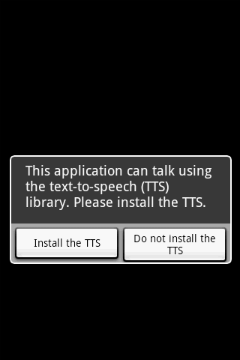 This application can talk using
the text-to-speech (TTS)
library. Please install the TTS.
Install the TTS
Do not install the
TTS